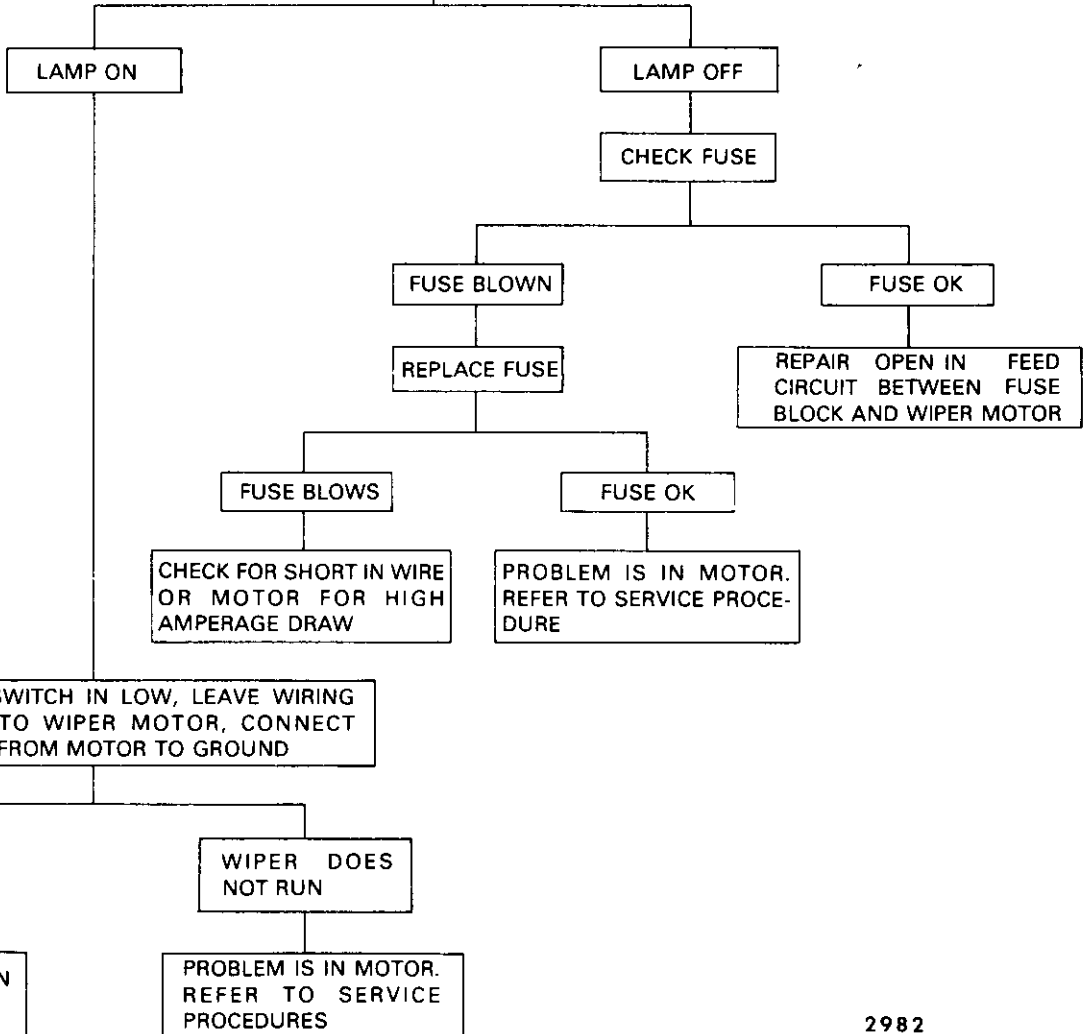 LAMP ON
LAMP OFF
CHECK FUSE
FUSE BLOWN
FUSE OK
REPLACE FUSE
REPAIR OPEN IN FEED
CIRCUIT BETWEEN FUSE
BLOCK AND WIPER MOTOR
FUSE BLOWS
FUSE OK
CHECK FOR SHORT IN WIRE
OR MOTOR FOR HIGH
AMPERAGE DRAW
PROBLEM IS IN MOTOR.
REFER TO SERVICE PROCE-
DURE
SWITCH IN LOW, LEAVE WIRING
TO WIPER MOTOR, CONNECT
FROM MOTOR TO GROUND
WIPER DOES
NOT RUN
N
PROBLEM IS IN MOTOR.
REFER TO SERVICE
PROCEDURES
2982